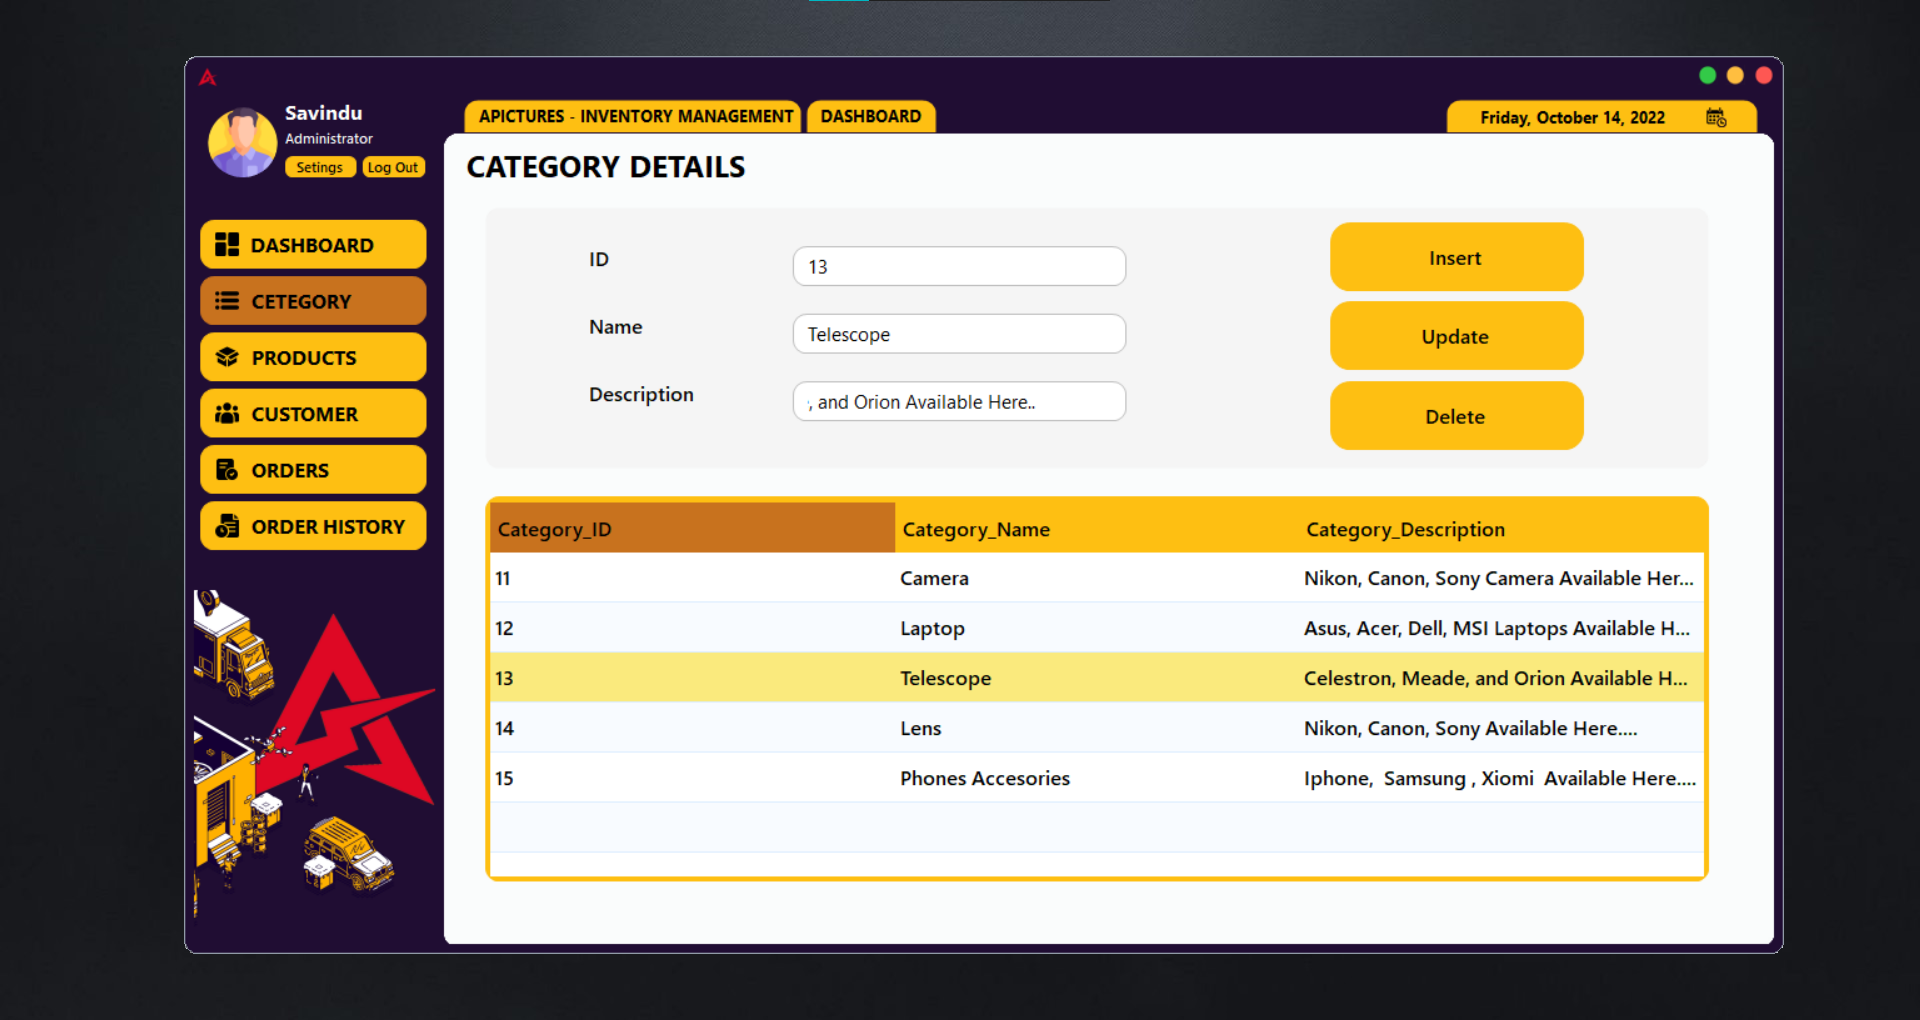 Savindu
Administrator
Setings Log Out
APICTURES - INVENTORY MANAGEMENT DASHBOARD
Friday, October 14, 2022
DASHBOARD
CETEGORY
PRODUCTS
CUSTOMER
ORDERS
ORDER HISTORY
CATEGORY DETAILS
ID 13
Name Telescope
Description , and Orion Available Here..
Insert
Update
Delete
Category_ID Category_Name Category_Description
11 Camera Nikon, Canon, Sony Camera Available Her...
12 Laptop Asus, Acer, Dell, MSI Laptops Available H...
13 Telescope Celestron, Meade, and Orion Available H...
14 Lens Nikon, Canon, Sony Available Here....
15 Phones Accesories Iphone,  Samsung , Xiomi  Available Here....